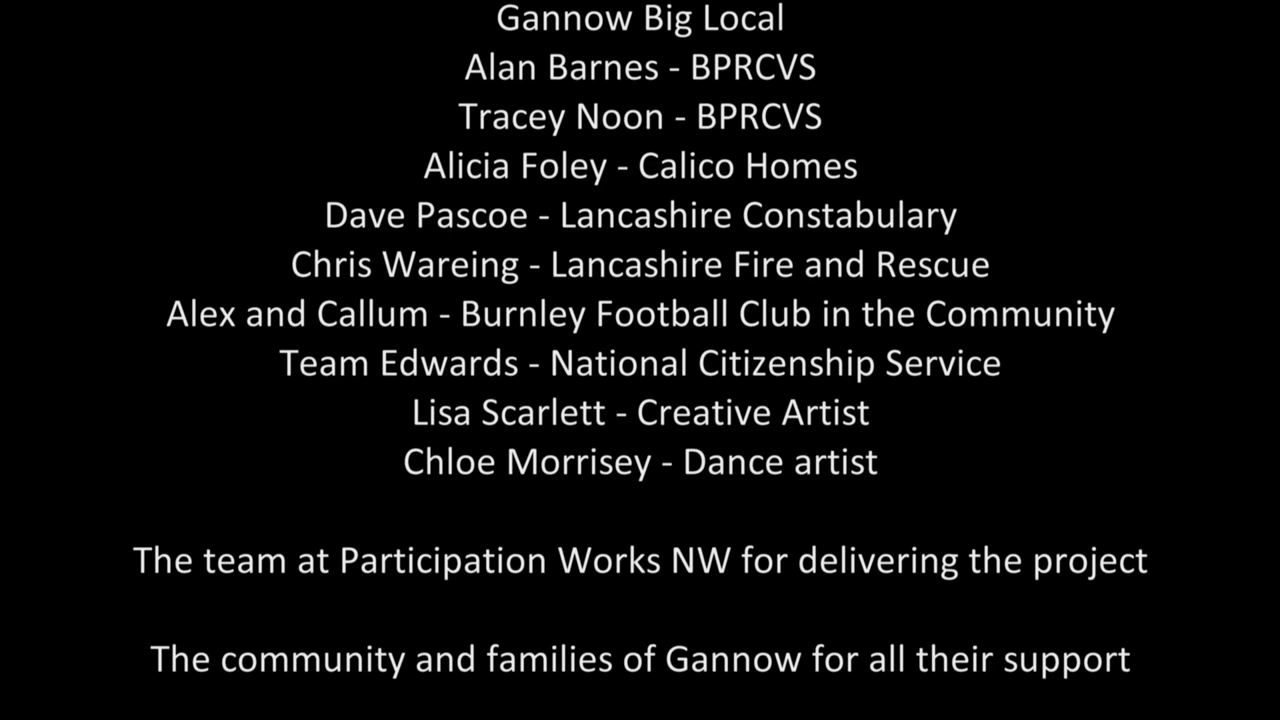 Gannow Big Local
Alan Barnes - BPRCVS
Tracey Noon - BPRCVS
Alicia Foley - Calico Homes
Dave Pascoe - Lancashire Constabulary
Chris Wareing - Lancashire Fire and Rescue
Alex and Callum - Burnley Football Club in the Community
Team Edwards - National Citizenship Service
Lisa Scarlett - Creative Artist
Chloe Morrisey - Dance artist
The team at Participation Works NW for delivering the project
The community and families of Gannow for all their support